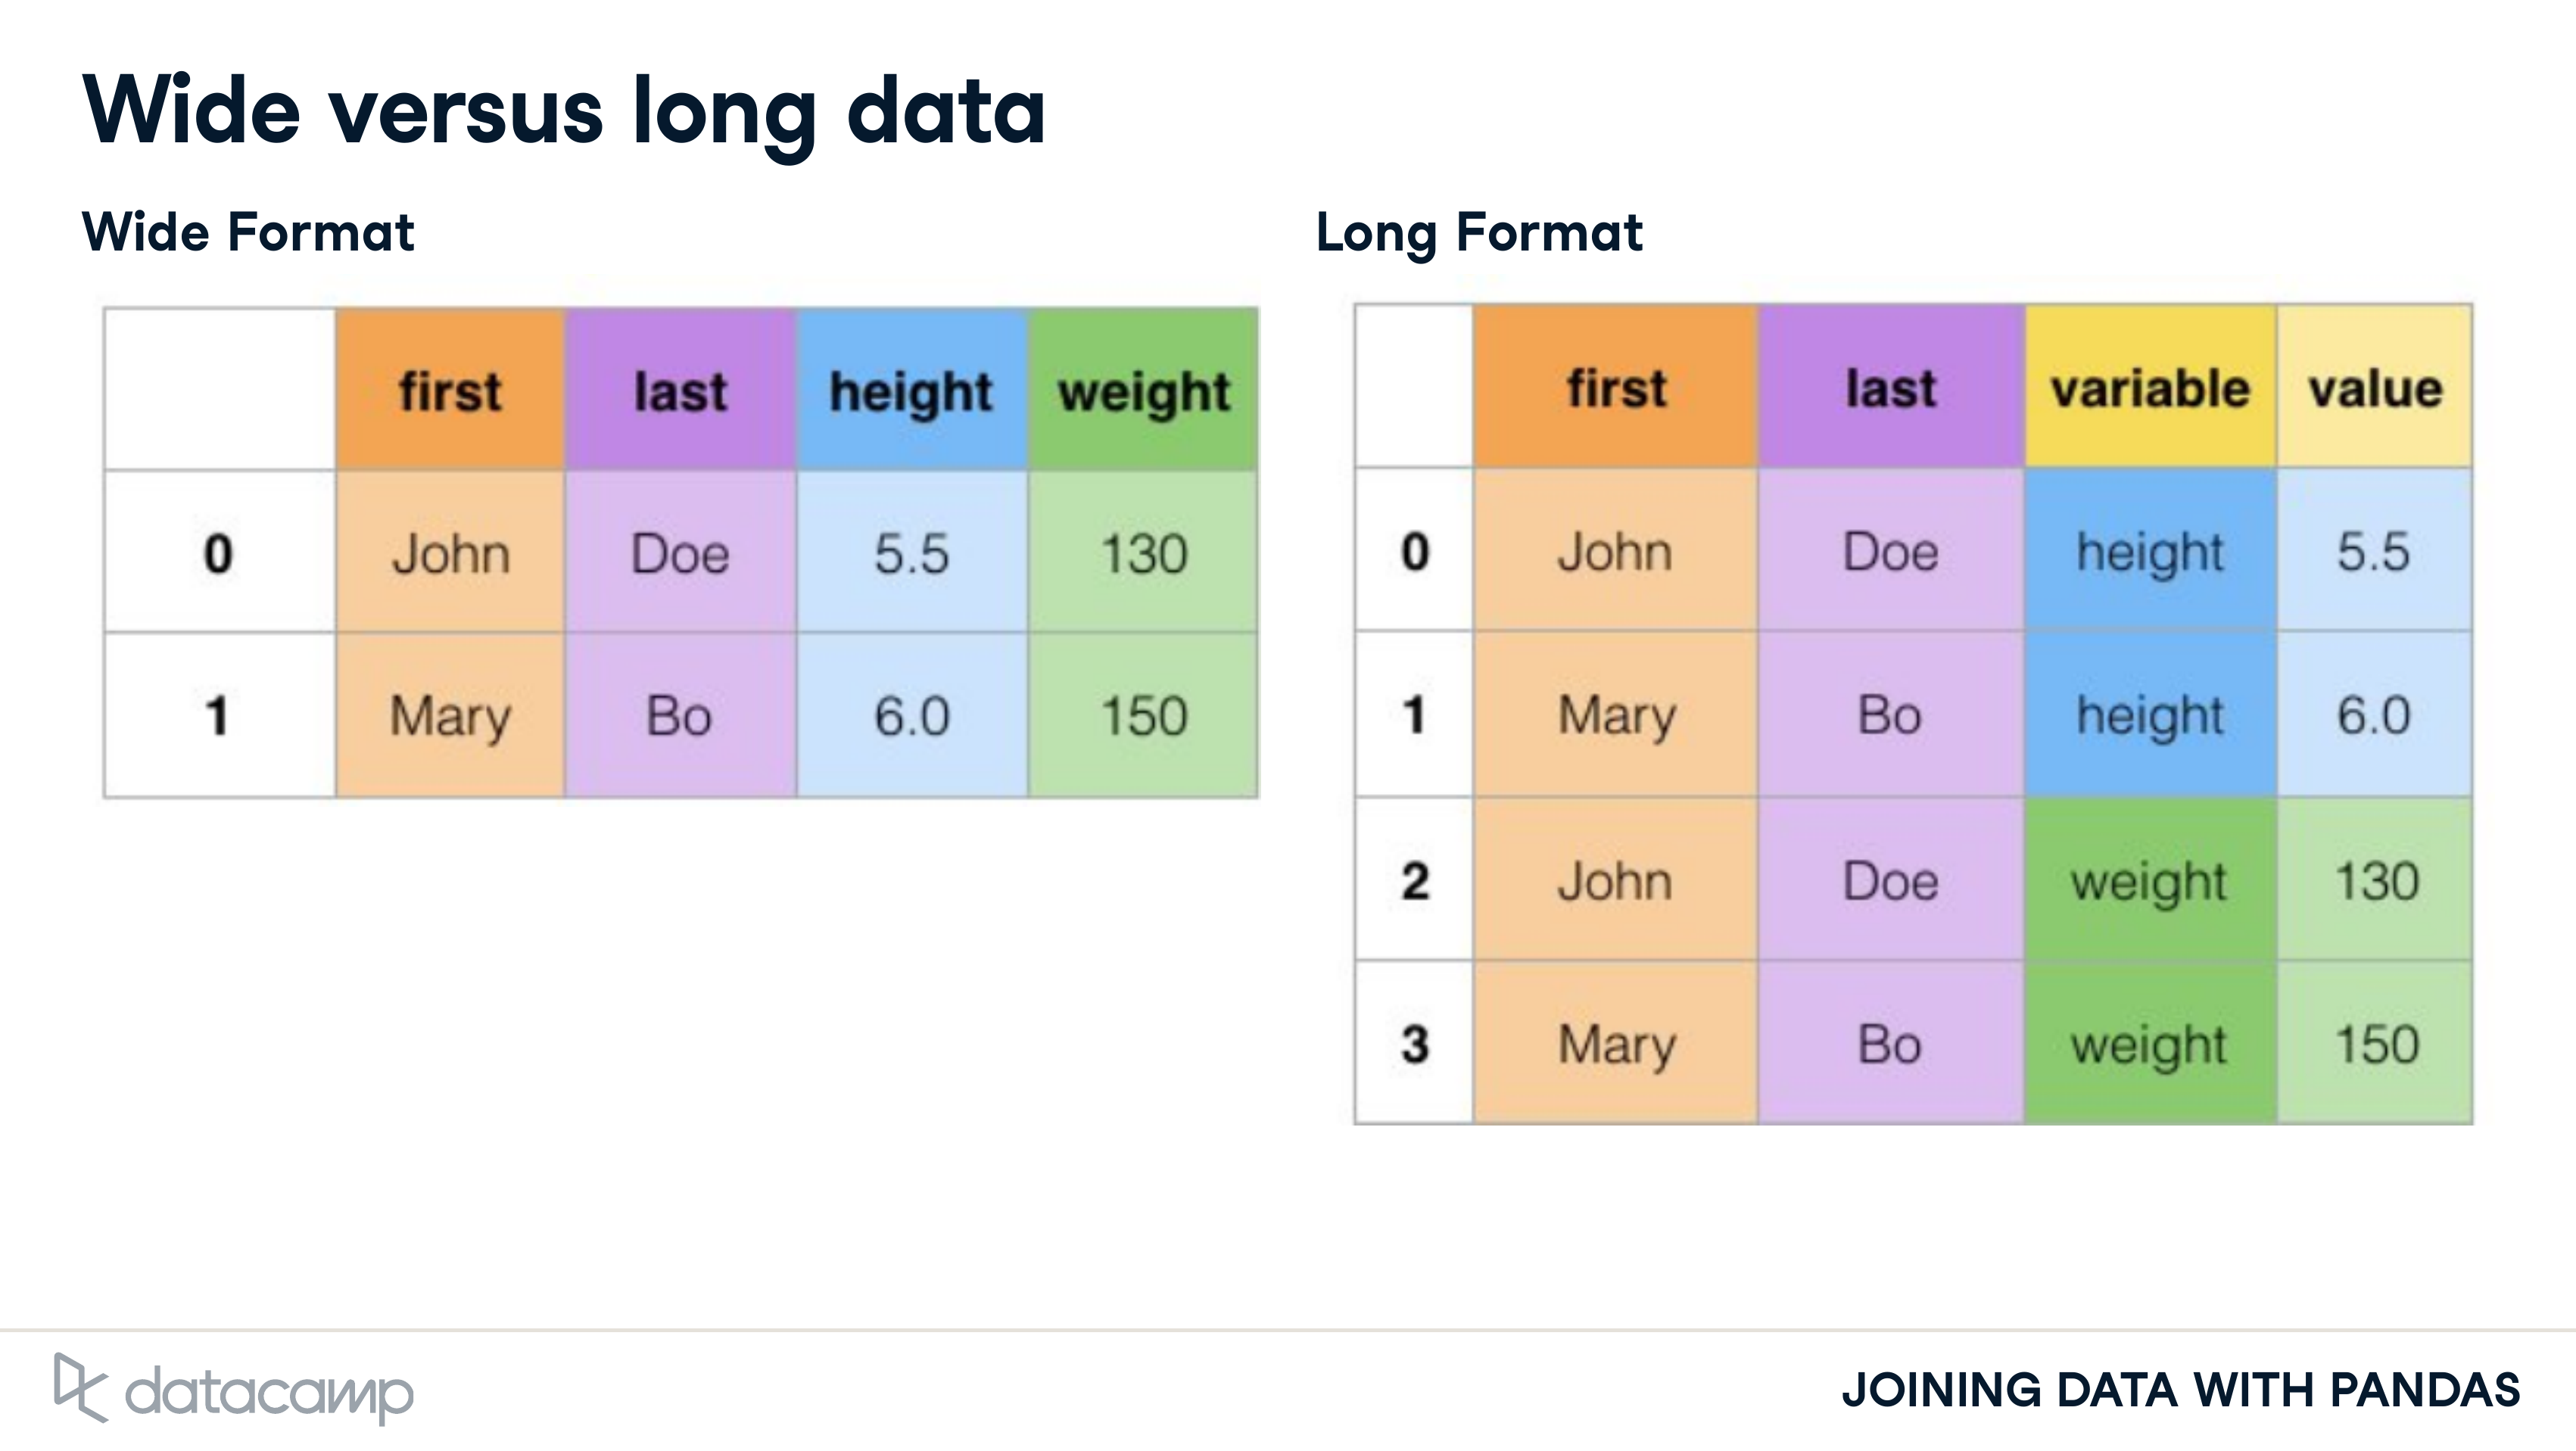 Wide versus long data
Wide Format
first last height weight
0 John Doe 5.5 130
1 Mary Bo 6.0 150
Long Format
first last variable value
0 John Doe height 5.5
1 Mary Bo height 6.0
2 John Doe weight 130
3 Mary Bo weight 150
datacamp
JOINING DATA WITH PANDAS